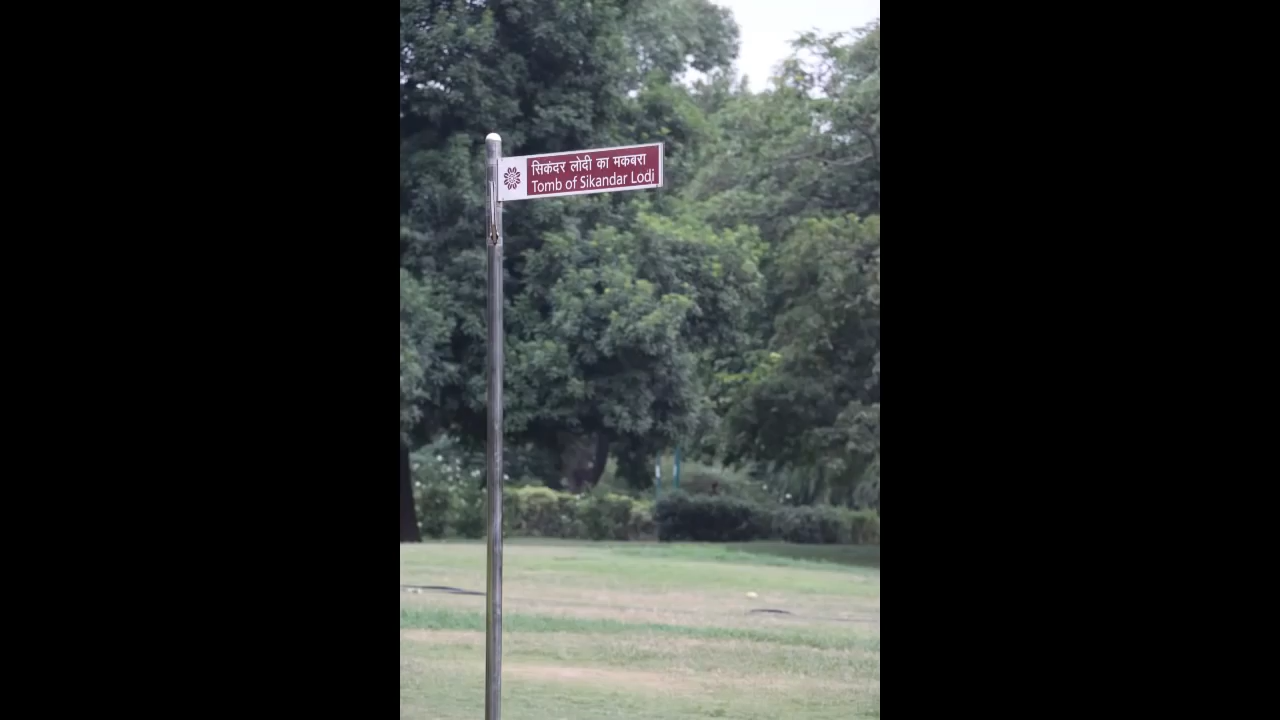 सिकंदर लोदी का मकबरा
Tomb of Sikandar Lodi